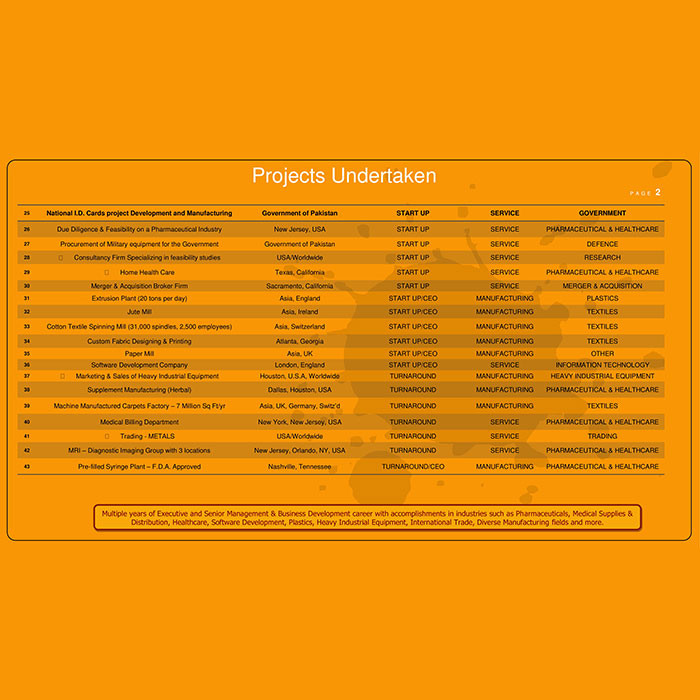 Projects Undertaken
PAGE 2
25 National I.D. Cards project Development and Manufacturing Government of Pakistan START UP SERVICE GOVERNMENT
26 Due Diligence & Feasibility on a Pharmaceutical Industry New Jersey, USA START UP SERVICE PHARMACEUTICAL & HEALTHCARE
27 Procurement of Military equipment for the Government Government of Pakistan START UP SERVICE DEFENCE
28 Consultancy Firm Specializing in feasibility studies USA/Worldwide START UP SERVICE RESEARCH
29 Home Health Care Texas, California START UP SERVICE PHARMACEUTICAL & HEALTHCARE
30 Merger & Acquisition Broker Firm Sacramento, California START UP SERVICE MERGER & ACQUISITION
31 Extrusion Plant (20 tons per day) Asia, England START UP/CEO MANUFACTURING PLASTICS
32 Jute Mill Asia, Ireland START UP/CEO MANUFACTURING TEXTILES
33 Cotton Textile Spinning Mill (31,000 spindles, 2,500 employees) Asia, Switzerland START UP/CEO MANUFACTURING TEXTILES
34 Custom Fabric Designing & Printing Atlanta, Georgia START UP/CEO MANUFACTURING TEXTILES
35 Paper Mill Asia, UK START UP/CEO MANUFACTURING OTHER
36 Software Development Company London, England START UP/CEO SERVICE INFORMATION TECHNOLOGY
37 Marketing & Sales of Heavy Industrial Equipment Houston, U.S.A, Worldwide TURNAROUND MANUFACTURING HEAVY INDUSTRIAL EQUIPMENT
38 Supplement Manufacturing (Herbal) Dallas, Houston, USA TURNAROUND MANUFACTURING PHARMACEUTICAL & HEALTHCARE
39 Machine Manufactured Carpets Factory – 7 Million Sq Ft/yr Asia, UK, Germany, Switz'd TURNAROUND MANUFACTURING TEXTILES
40 Medical Billing Department New York, New Jersey, USA TURNAROUND SERVICE PHARMACEUTICAL & HEALTHCARE
41 Trading - METALS USA/Worldwide TURNAROUND SERVICE TRADING
42 MRI – Diagnostic Imaging Group with 3 locations New Jersey, Orlando, NY, USA TURNAROUND SERVICE PHARMACEUTICAL & HEALTHCARE
43 Pre-filled Syringe Plant – F.D.A. Approved Nashville, Tennessee TURNAROUND/CEO MANUFACTURING PHARMACEUTICAL & HEALTHCARE
Multiple years of Executive and Senior Management & Business Development career with accomplishments in industries such as Pharmaceuticals, Medical Supplies &
Distribution, Healthcare, Software Development, Plastics, Heavy Industrial Equipment, International Trade, Diverse Manufacturing fields and more.